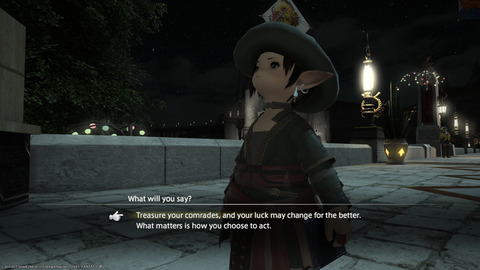 What will you say?
Treasure your comrades, and your luck may change for the better.
What matters is how you choose to act.